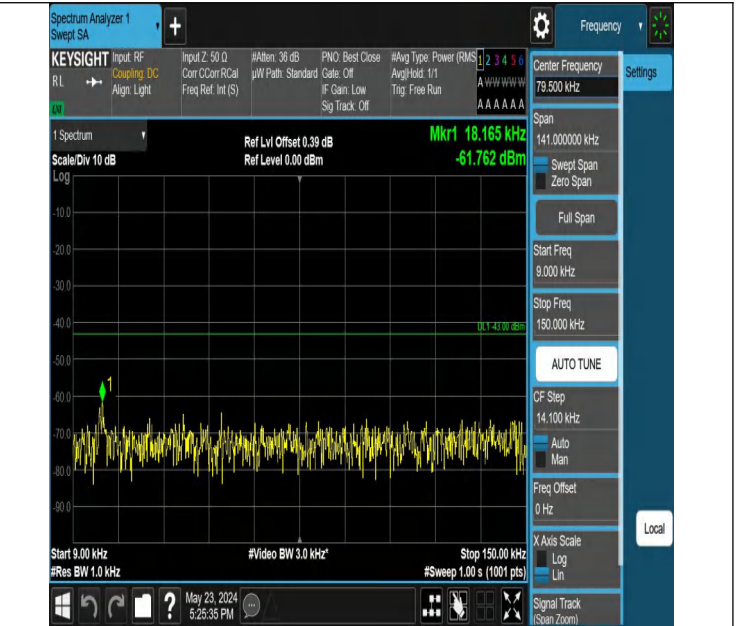 Spectrum Analyzer 1
Swept SA
+
Frequency
KEYSIGHT
RL
Input: RF
Coupling: DC
Align: Light
Input Z: 50 Ω
Corr CCorr RCal
Freq Ref: Int (S)
#Atten: 36 dB
µW Path: Standard
PNO: Best Close
Gate: Off
IF Gain: Low
Sig Track: Off
#Avg Type: Power (RMS
Avg|Hold: 1/1
Trig: Free Run
1 2 3 4 5 6
A W W W W W
A A A A A A
1 Spectrum
Scale/Div 10 dB
Log
Ref Lvl Offset 0.39 dB
Ref Level 0.00 dBm
Mkr1 18.165 kHz
-61.762 dBm
-10.0
-20.0
-30.0
-40.0
-50.0
-60.0
-70.0
-80.0
-90.0
DL1 -43.00 dBm
1
Start 9.00 kHz
#Res BW 1.0 kHz
#Video BW 3.0 kHz*
Stop 150.00 kHz
#Sweep 1.00 s (1001 pts)
Center Frequency
79.500 kHz
Span
141.000000 kHz
Swept Span
Zero Span
Full Span
Start Freq
9.000 kHz
Stop Freq
150.000 kHz
AUTO TUNE
CF Step
14.100 kHz
Auto
Man
Freq Offset
0 Hz
X Axis Scale
Log
Lin
Signal Track
(Span Zoom)
Settings
Local
?
May 23, 2024
5:25:35 PM